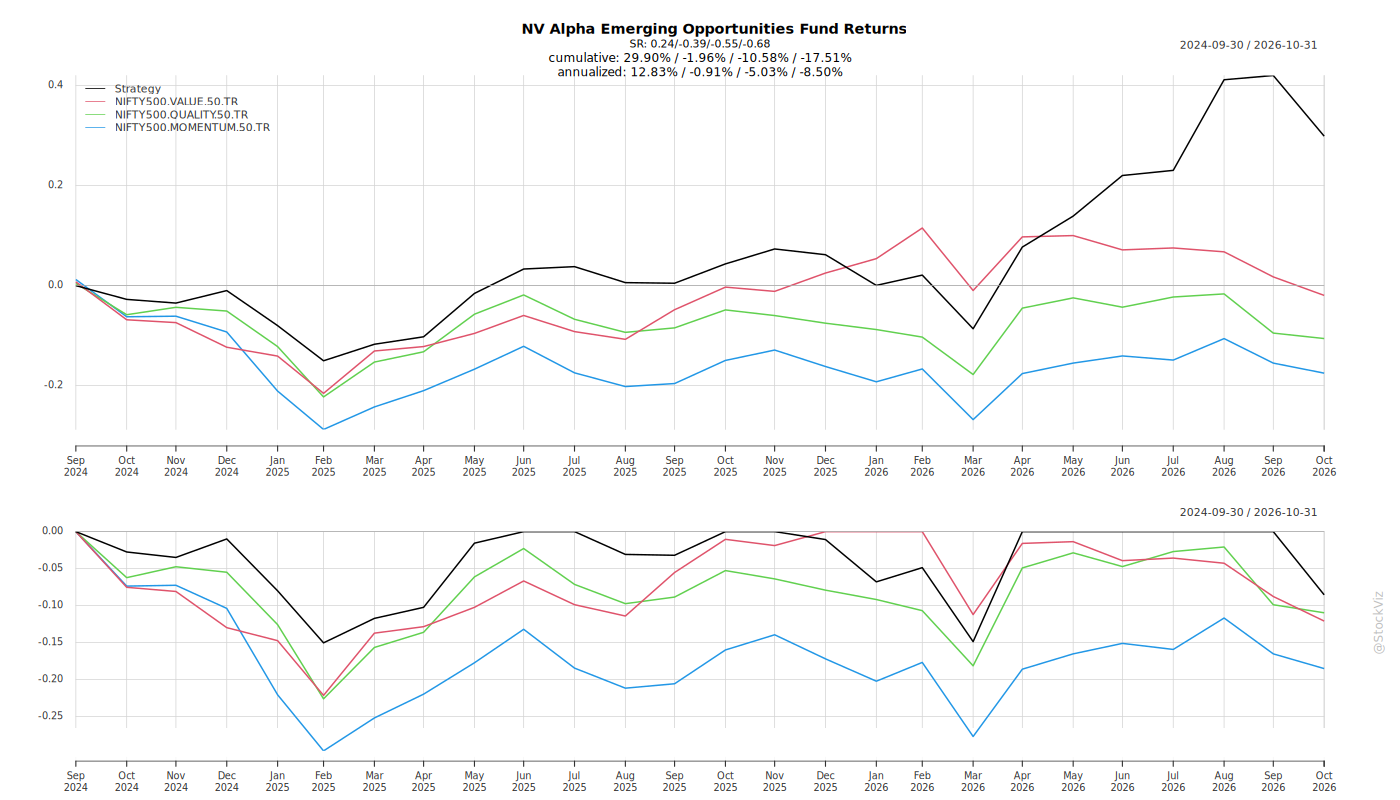 NV Alpha Emerging Opportunities Fund Returns
SR: 0.24/-0.39/-0.55/-0.68
cumulative: 29.90% / -1.96% / -10.58% / -17.51%
annualized: 12.83% / -0.91% / -5.03% / -8.50%
2024-09-30 / 2026-10-31
Strategy
NIFTY500.VALUE.50.TR
NIFTY500.QUALITY.50.TR
NIFTY500.MOMENTUM.50.TR
0.4
0.2
0.0
-0.2
Sep Oct Nov Dec Jan Feb Mar Apr May Jun Jul Aug Sep Oct Nov Dec Jan Feb Mar Apr May Jun Jul Aug Sep Oct
2024 2024 2024 2024 2025 2025 2025 2025 2025 2025 2025 2025 2025 2025 2025 2025 2026 2026 2026 2026 2026 2026 2026 2026 2026 2026
2024-09-30 / 2026-10-31
0.00
-0.05
-0.10
-0.15
-0.20
-0.25
Sep Oct Nov Dec Jan Feb Mar Apr May Jun Jul Aug Sep Oct Nov Dec Jan Feb Mar Apr May Jun Jul Aug Sep Oct
2024 2024 2024 2024 2025 2025 2025 2025 2025 2025 2025 2025 2025 2025 2025 2025 2026 2026 2026 2026 2026 2026 2026 2026 2026 2026
@StockViz